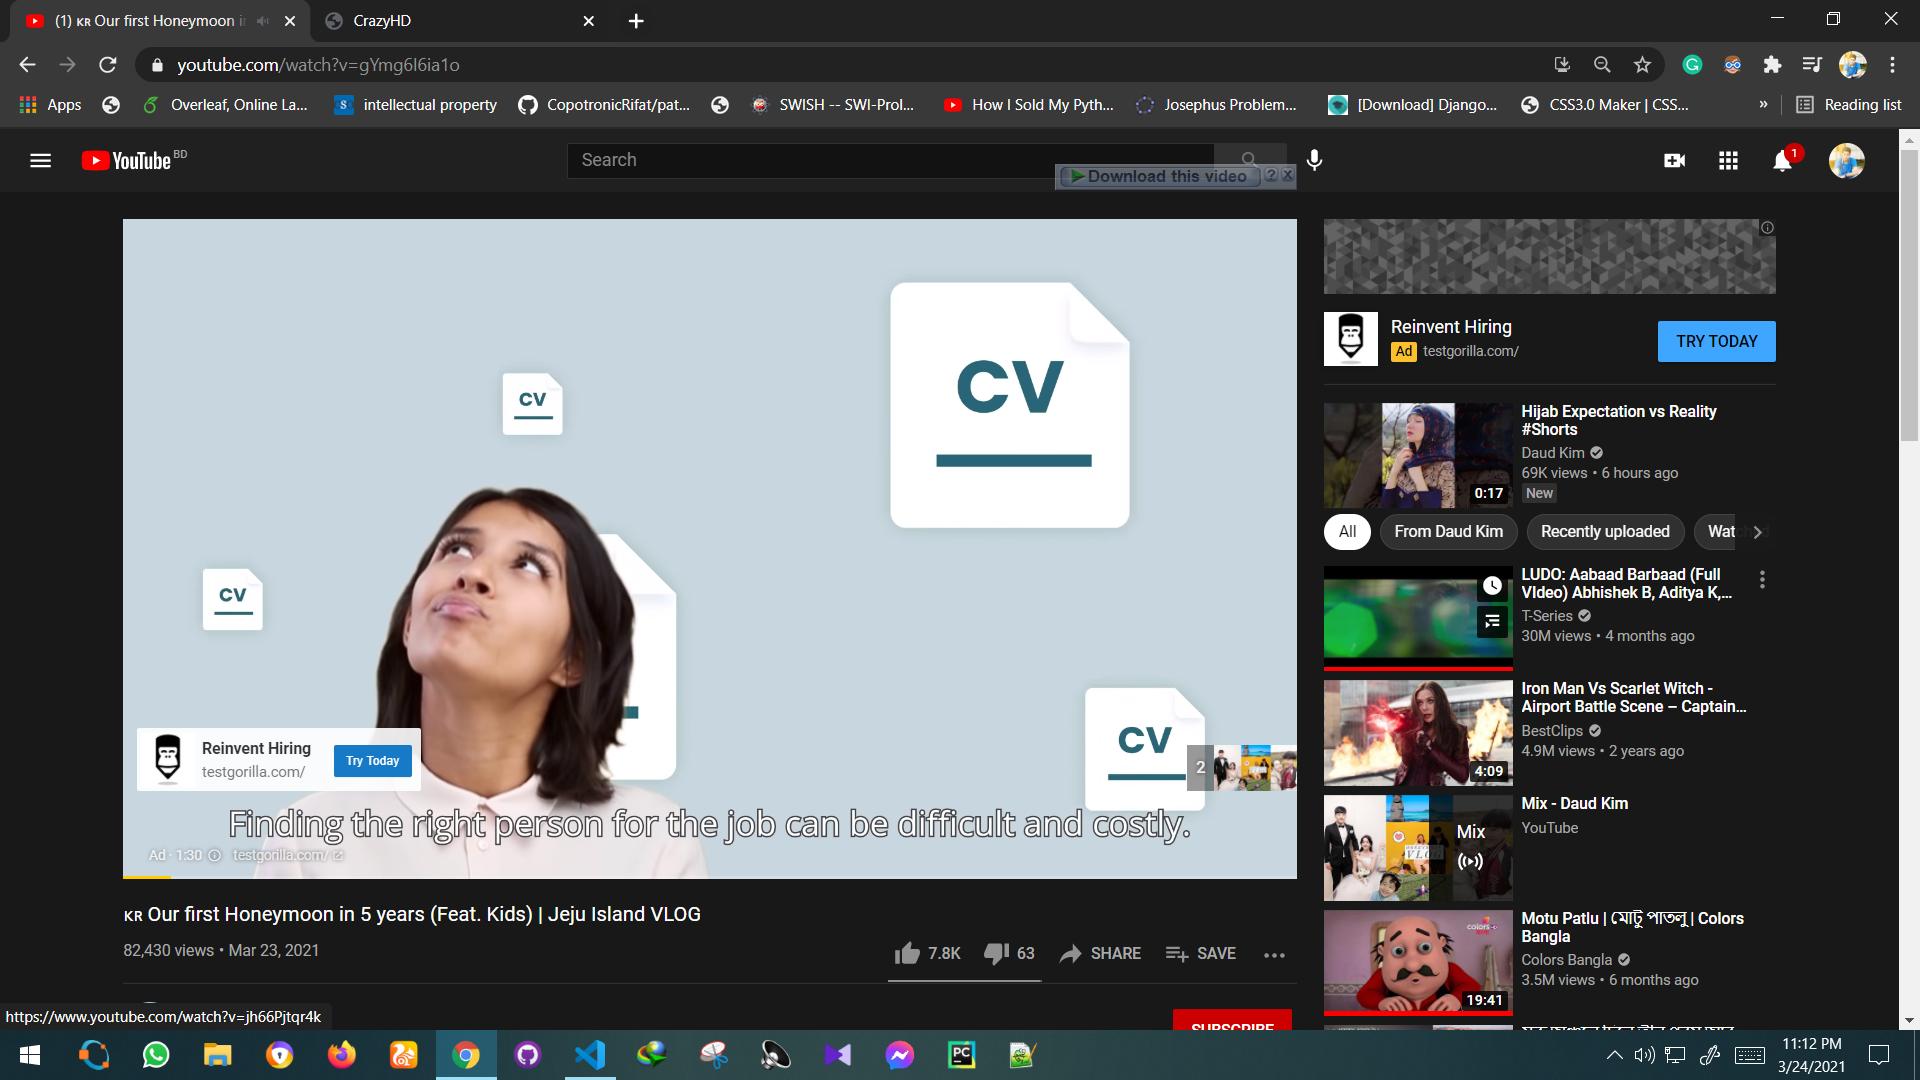 (1) ᴋʀ Our first Honeymoon in
CrazyHD
youtube.com/watch?v=gYmg6I6ia1o
Apps
Overleaf, Online La...
intellectual property
CopotronicRifat/pat...
SWISH -- SWI-Prol...
How I Sold My Pyth...
Josephus Problem...
[Download] Django...
CSS3.0 Maker | CSS...
»
Reading list
YouTube BD
Search
Download this video
1
CV
CV
CV
CV
Reinvent Hiring
testgorilla.com/
Try Today
2
Finding the right person for the job can be difficult and costly.
Ad · 1:30 testgorilla.com/
ᴋʀ Our first Honeymoon in 5 years (Feat. Kids) | Jeju Island VLOG
82,430 views • Mar 23, 2021
7.8K
63
SHARE
SAVE
SUBSCRIBE
Reinvent Hiring
Ad testgorilla.com/
TRY TODAY
Hijab Expectation vs Reality
#Shorts
Daud Kim
69K views • 6 hours ago
New
0:17
All
From Daud Kim
Recently uploaded
LUDO: Aabaad Barbaad (Full
VIdeo) Abhishek B, Aditya K,...
T-Series
30M views • 4 months ago
Iron Man Vs Scarlet Witch -
Airport Battle Scene – Captain...
BestClips
4.9M views • 2 years ago
4:09
Mix - Daud Kim
YouTube
Mix
Motu Patlu | মোটু পাতলু | Colors
Bangla
Colors Bangla
3.5M views • 6 months ago
19:41
https://www.youtube.com/watch?v=jh66Pjtqr4k
11:12 PM
3/24/2021